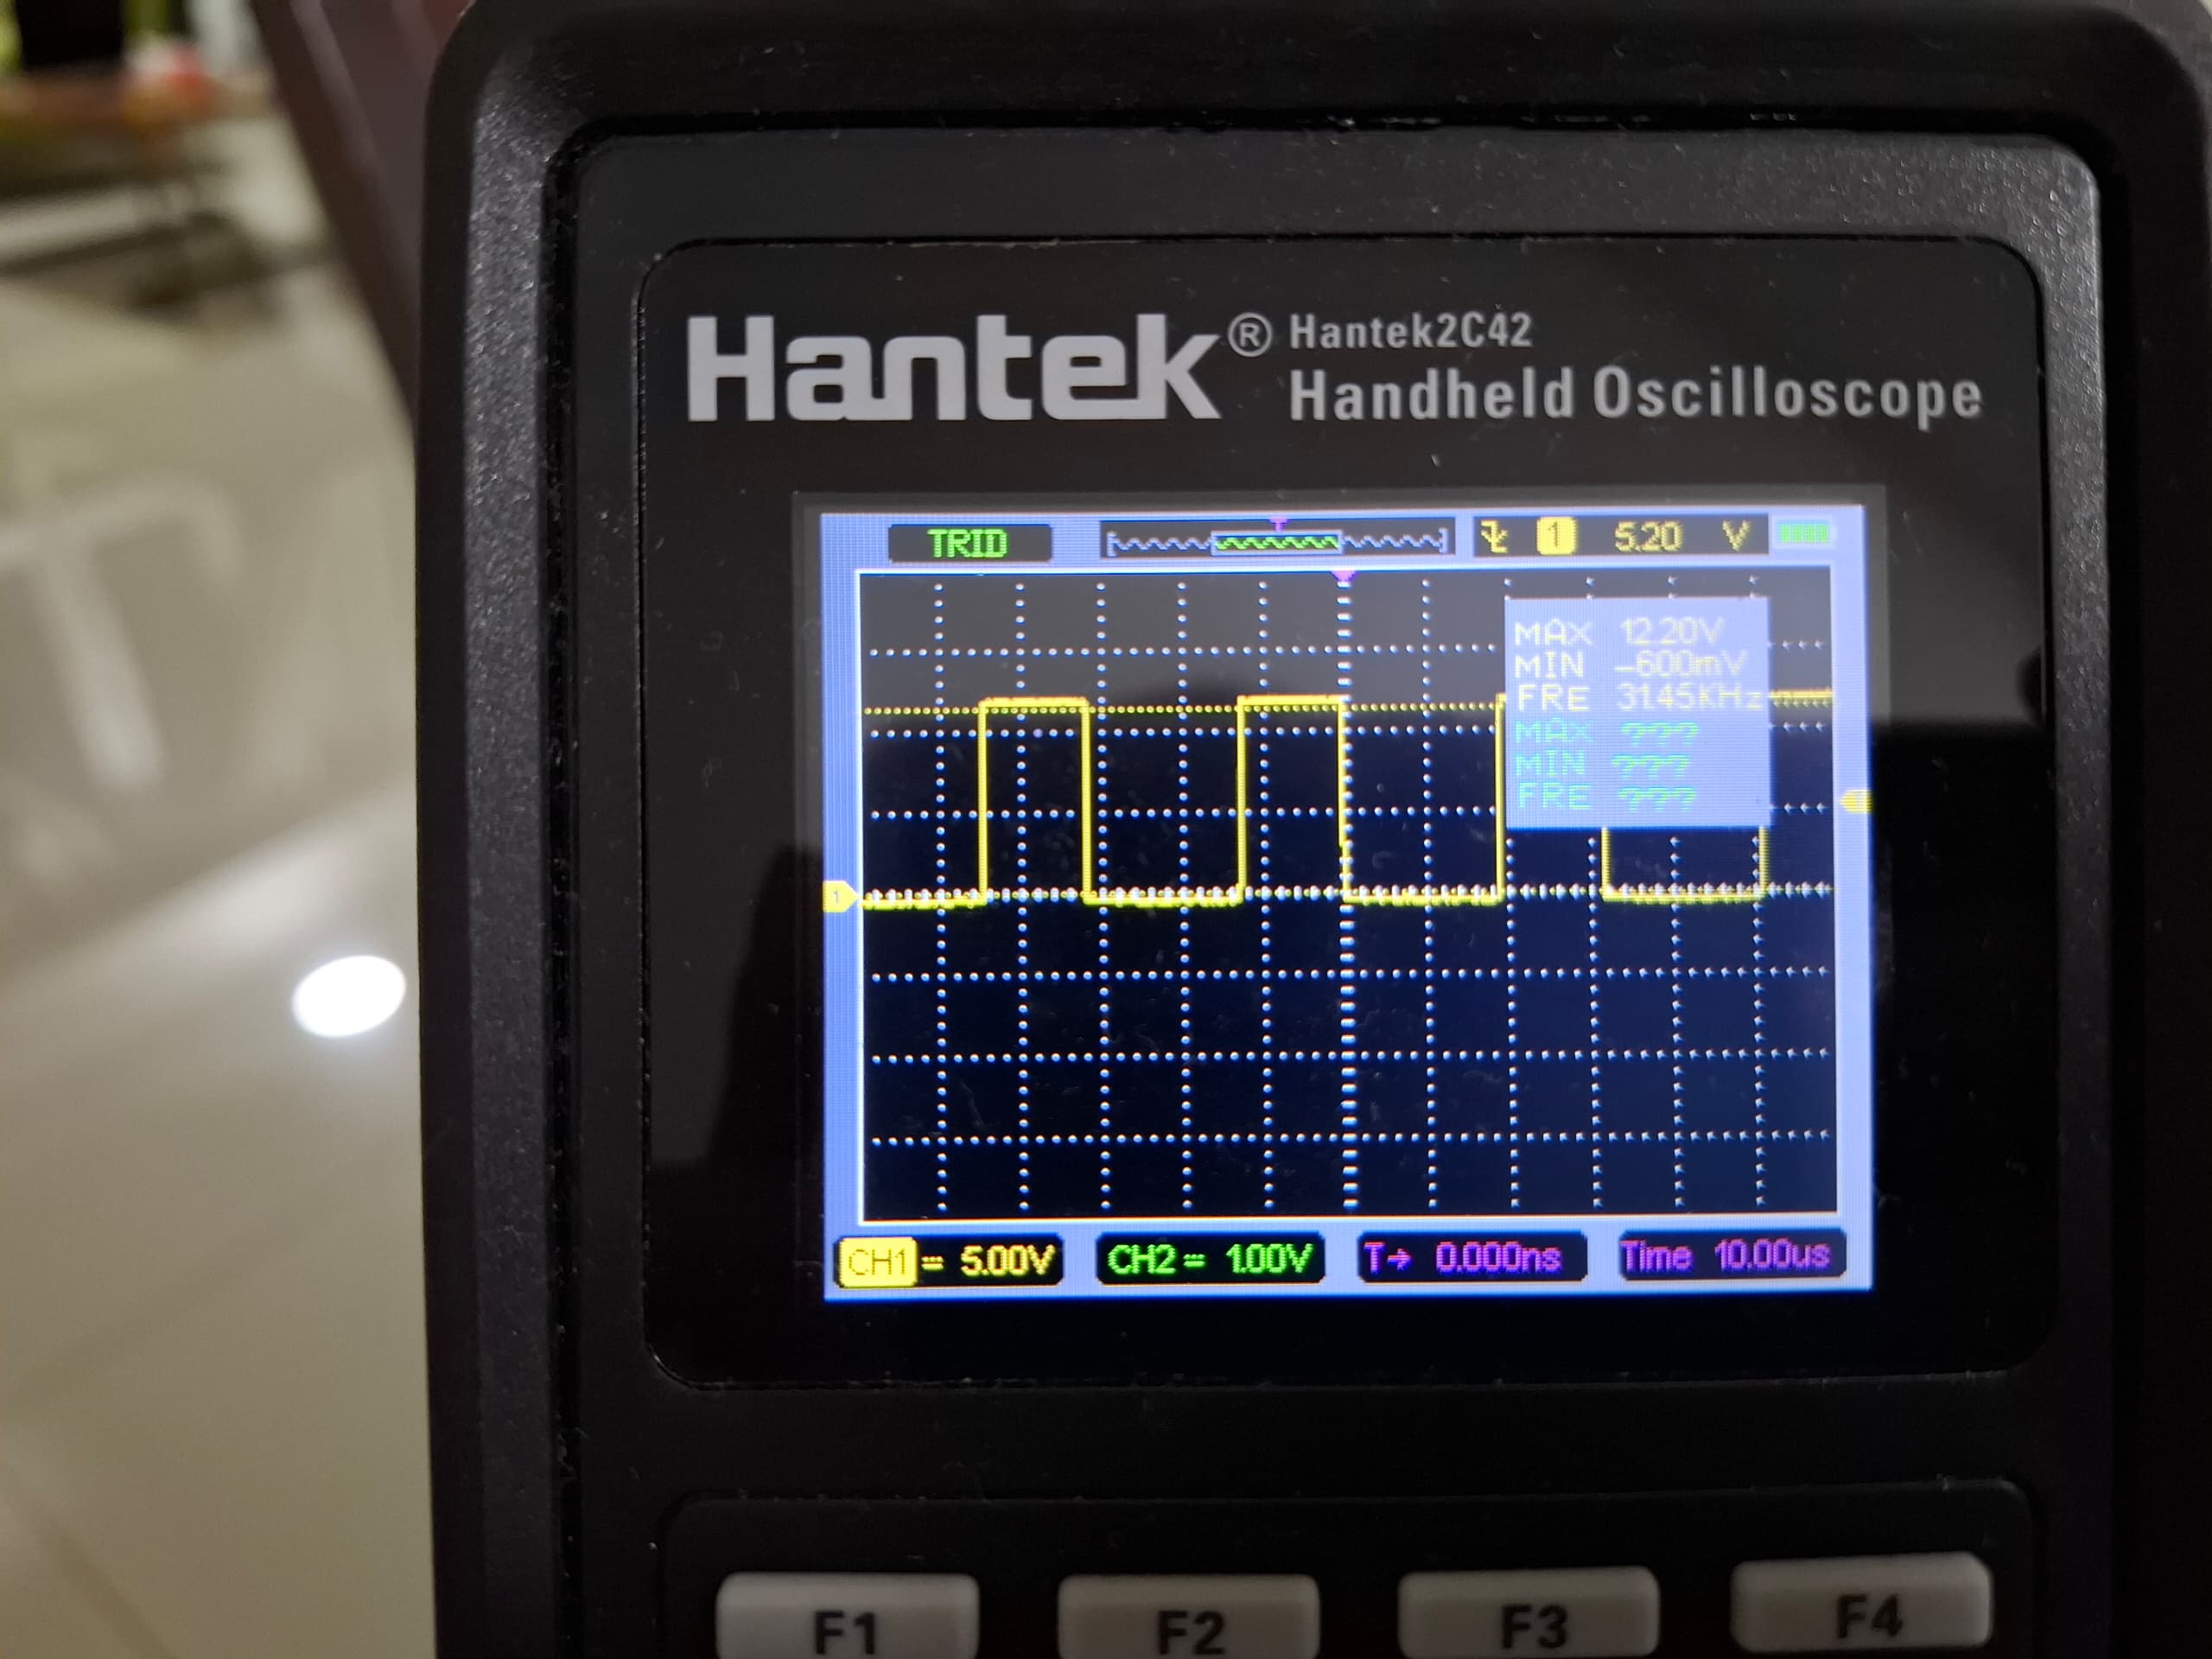 Hantek® Hantek2C42
Handheld Oscilloscope
TRID T 1 5.20 V
MAX 12.20V
MIN -600mV
FRE 31.45KHz
MAX ???
MIN ???
FRE ???
1
CH1 = 5.00V CH2 = 1.00V T→ 0.000ns Time 10.00us
F1 F2 F3 F4